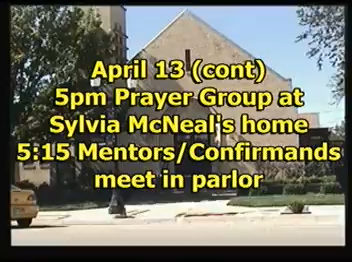 April 13 (cont)
5pm Prayer Group at
Sylvia McNeal's home
5:15 Mentors/Confirmands
meet in parlor